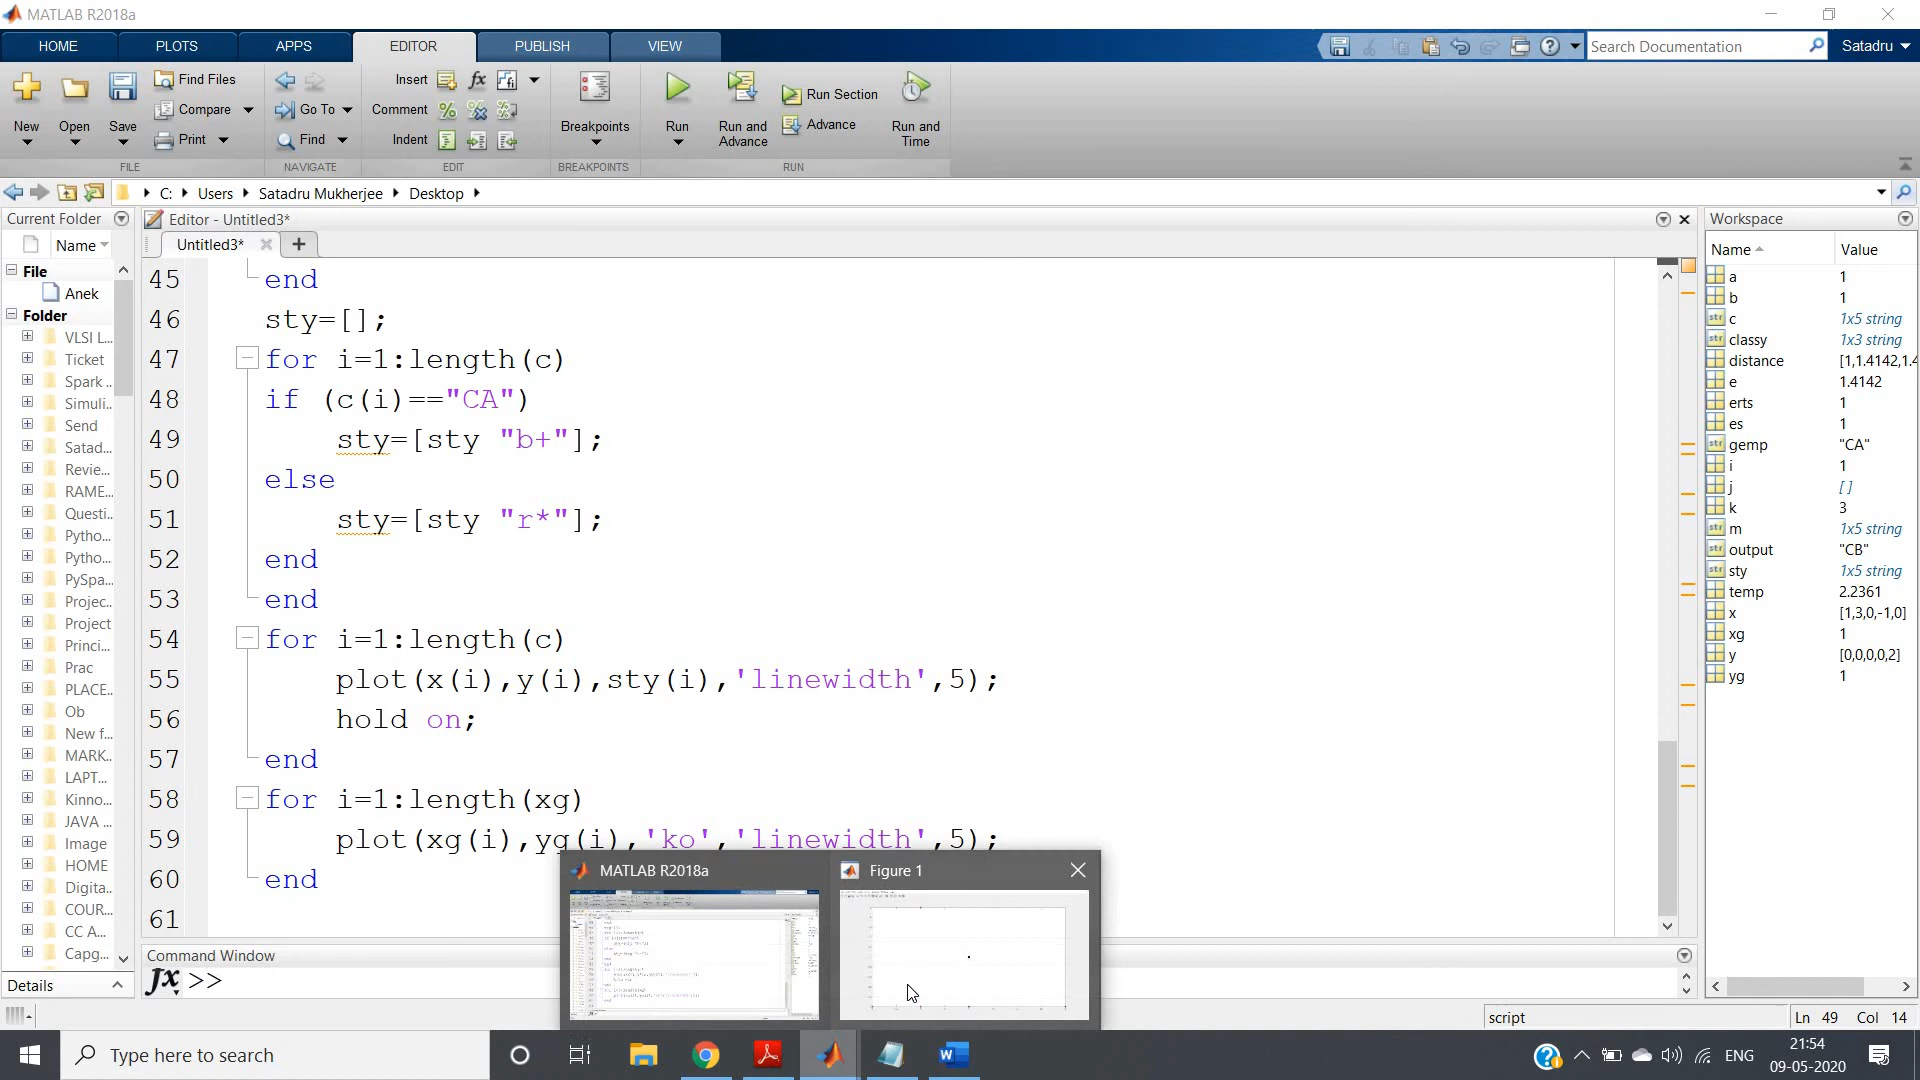 MATLAB R2018a
HOME PLOTS APPS EDITOR PUBLISH VIEW
Search Documentation Satadru
Find Files
Compare
Print
Go To
Find
Insert
Comment
Indent
New Open Save
Breakpoints Run Run and Advance Run Section Advance Run and Time
FILE NAVIGATE EDIT BREAKPOINTS RUN
C: Users Satadru Mukherjee Desktop
Current Folder
Name
File
Anek
Folder
VLSI L...
Ticket
Spark ...
Simuli...
Send
Satad...
Revie...
RAME...
Questi...
Pytho...
Pytho...
PySpa...
Projec...
Project
Princi...
Prac
PLACE...
Ob
New f...
MARK...
LAPT...
Kinno...
JAVA ...
Image
HOME
Digita...
COUR...
CC A...
Capg...
Details
Editor - Untitled3*
Untitled3*
45 end
46 sty=[];
47 for i=1:length(c)
48 if (c(i)=="CA")
49 sty=[sty "b+"];
50 else
51 sty=[sty "r*"];
52 end
53 end
54 for i=1:length(c)
55 plot(x(i),y(i),sty(i),'linewidth',5);
56 hold on;
57 end
58 for i=1:length(xg)
59 plot(xg(i),yg(i),'ko','linewidth',5);
60 end
61
MATLAB R2018a
Figure 1
Command Window
fx >>
Workspace
Name Value
a 1
b 1
c 1x5 string
classy 1x3 string
distance [1,1.4142,1.4
e 1.4142
erts 1
es 1
gemp "CA"
i 1
j []
k 3
m 1x5 string
output "CB"
sty 1x5 string
temp 2.2361
x [1,3,0,-1,0]
xg 1
y [0,0,0,0,2]
yg 1
script Ln 49 Col 14
Type here to search
ENG
21:54
09-05-2020